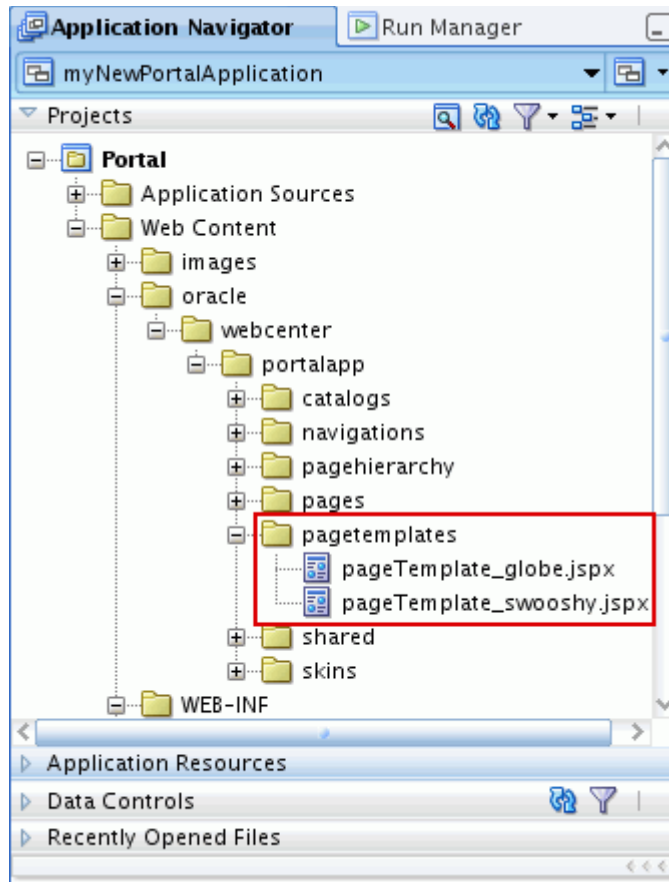 Application Navigator
Run Manager
myNewPortalApplication
Projects
Portal
Application Sources
Web Content
images
oracle
webcenter
portalapp
catalogs
navigations
pagehierarchy
pages
pagetemplates
pageTemplate_globe.jspx
pageTemplate_swooshy.jspx
shared
skins
WEB-INF
Application Resources
Data Controls
Recently Opened Files